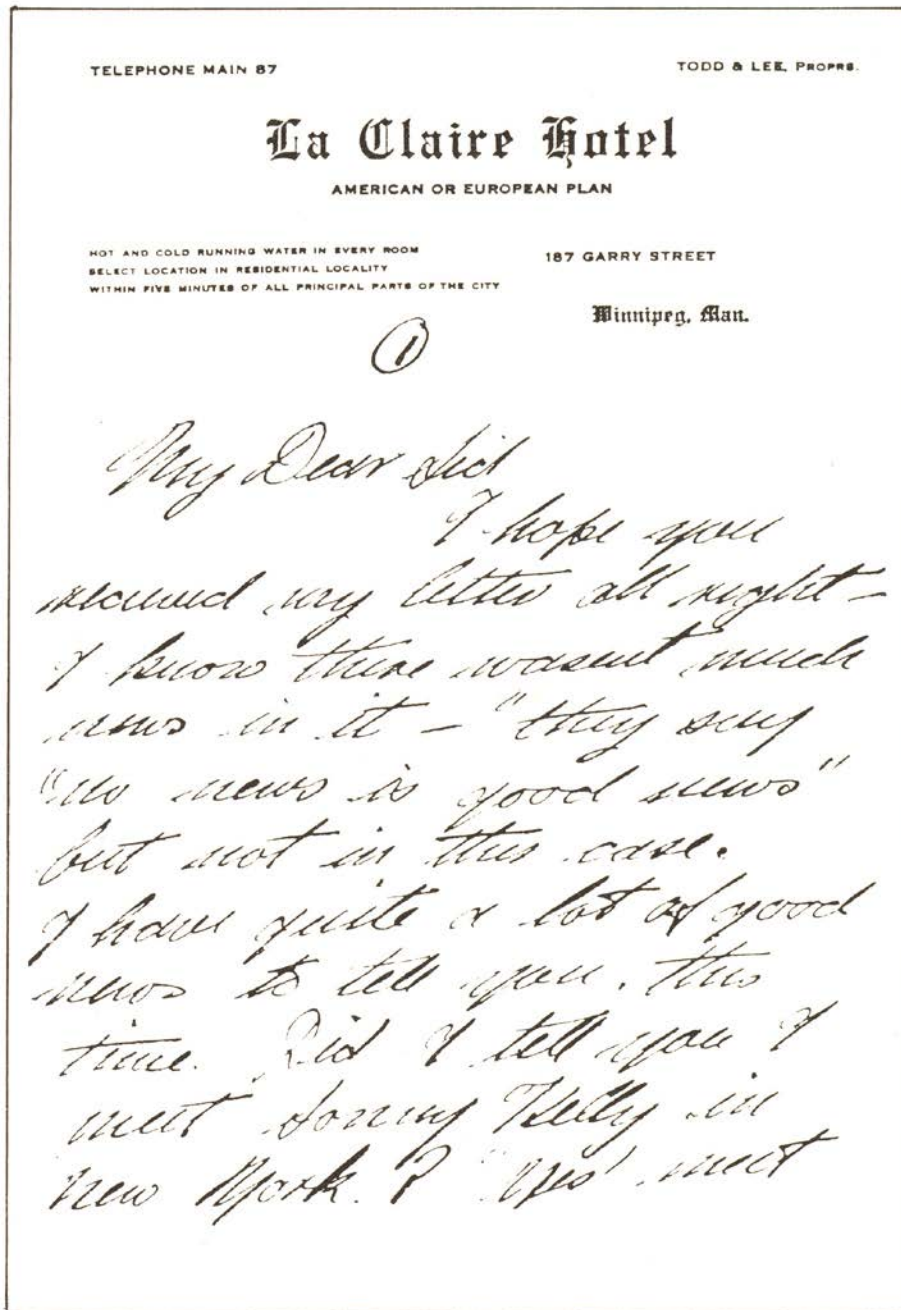 TELEPHONE MAIN 87
TODD & LEE, PROPRS.
La Claire Hotel
AMERICAN OR EUROPEAN PLAN
HOT AND COLD RUNNING WATER IN EVERY ROOM
SELECT LOCATION IN RESIDENTIAL LOCALITY
WITHIN FIVE MINUTES OF ALL PRINCIPAL PARTS OF THE CITY
187 GARRY STREET
Winnipeg, Man.
1
My Dear Sid
I hope you
received my letter all right –
I know there wasent much
news in it – "they say
"no news is good news"
but not in this case.
I have quite a lot of good
news to tell you. this
time. Did I tell you I
meet Sonny Kelly in
New York. ? Yes' meet